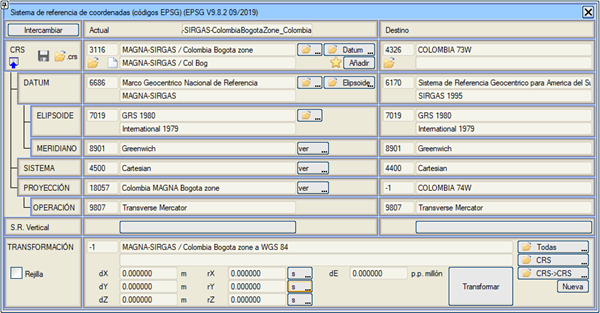 Sistema de referencia de coordenadas (códigos EPSG) (EPSG V9.8.2 09/2019)
Intercambiar Actual -SIRGAS-ColombiaBogotaZone_Colombia Destino
CRS .crs 3116 MAGNA-SIRGAS / Colombia Bogota zone ... Datum ... 4326 COLOMBIA 73W
MAGNA-SIRGAS / Col Bog Añadir
DATUM 6686 Marco Geocentrico Nacional de Referencia ... Elipsoide ... 6170 Sistema de Referencia Geocentrico para America del Su
MAGNA-SIRGAS SIRGAS 1995
ELIPSOIDE 7019 GRS 1980 ... 7019 GRS 1980
International 1979 International 1979
MERIDIANO 8901 Greenwich ver ... 8901 Greenwich
SISTEMA 4500 Cartesian ver ... 4400 Cartesian
PROYECCIÓN 18057 Colombia MAGNA Bogota zone ver ... -1 COLOMBIA 74W
OPERACIÓN 9807 Transverse Mercator 9807 Transverse Mercator
S.R. Vertical
TRANSFORMACIÓN -1 MAGNA-SIRGAS / Colombia Bogota zone a WGS 84 Todas ...
CRS ...
Rejilla dX 0.000000 m rX 0.000000 s ... dE 0.000000 p.p. millón CRS->CRS ...
dY 0.000000 m rY 0.000000 s ... Transformar Nueva
dZ 0.000000 m rZ 0.000000 s ...